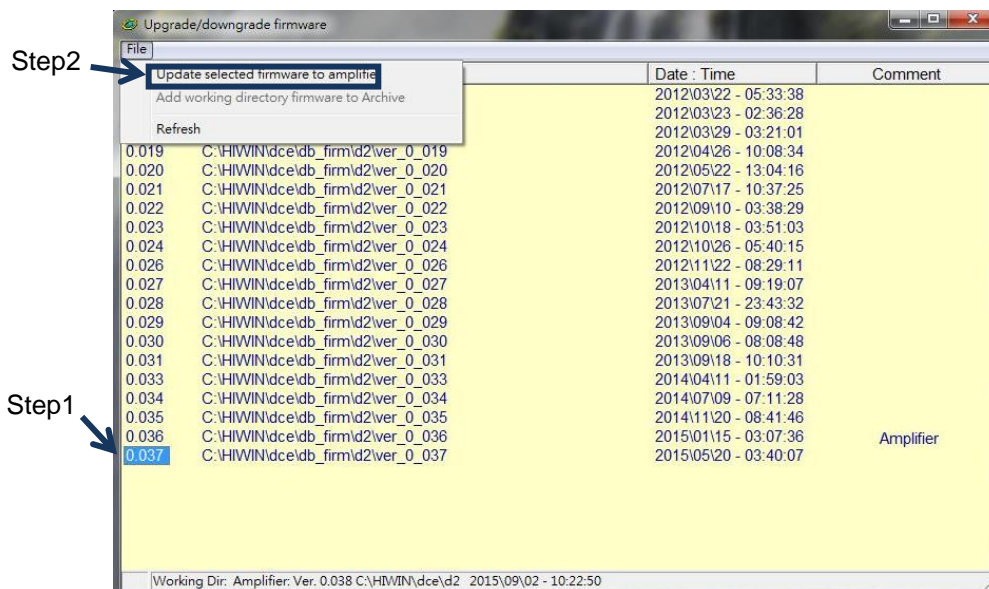 Upgrade/downgrade firmware
File
Step2
Update selected firmware to amplifie
Add working directory firmware to Archive
Refresh
Date : Time Comment
2012\03\22 - 05:33:38
2012\03\23 - 02:36:28
2012\03\29 - 03:21:01
0.019 C:\HIWIN\dce\db_firm\d2\ver_0_019 2012\04\26 - 10:08:34
0.020 C:\HIWIN\dce\db_firm\d2\ver_0_020 2012\05\22 - 13:04:16
0.021 C:\HIWIN\dce\db_firm\d2\ver_0_021 2012\07\17 - 10:37:25
0.022 C:\HIWIN\dce\db_firm\d2\ver_0_022 2012\09\10 - 03:38:29
0.023 C:\HIWIN\dce\db_firm\d2\ver_0_023 2012\10\18 - 03:51:03
0.024 C:\HIWIN\dce\db_firm\d2\ver_0_024 2012\10\26 - 05:40:15
0.026 C:\HIWIN\dce\db_firm\d2\ver_0_026 2012\11\22 - 08:29:11
0.027 C:\HIWIN\dce\db_firm\d2\ver_0_027 2013\04\11 - 09:19:07
0.028 C:\HIWIN\dce\db_firm\d2\ver_0_028 2013\07\21 - 23:43:32
0.029 C:\HIWIN\dce\db_firm\d2\ver_0_029 2013\09\04 - 09:08:42
0.030 C:\HIWIN\dce\db_firm\d2\ver_0_030 2013\09\06 - 08:08:48
0.031 C:\HIWIN\dce\db_firm\d2\ver_0_031 2013\09\18 - 10:10:31
0.033 C:\HIWIN\dce\db_firm\d2\ver_0_033 2014\04\11 - 01:59:03
0.034 C:\HIWIN\dce\db_firm\d2\ver_0_034 2014\07\09 - 07:11:28
Step1
0.035 C:\HIWIN\dce\db_firm\d2\ver_0_035 2014\11\20 - 08:41:46
0.036 C:\HIWIN\dce\db_firm\d2\ver_0_036 2015\01\15 - 03:07:36 Amplifier
0.037 C:\HIWIN\dce\db_firm\d2\ver_0_037 2015\05\20 - 03:40:07
Working Dir: Amplifier: Ver. 0.038 C:\HIWIN\dce\d2 2015\09\02 - 10:22:50